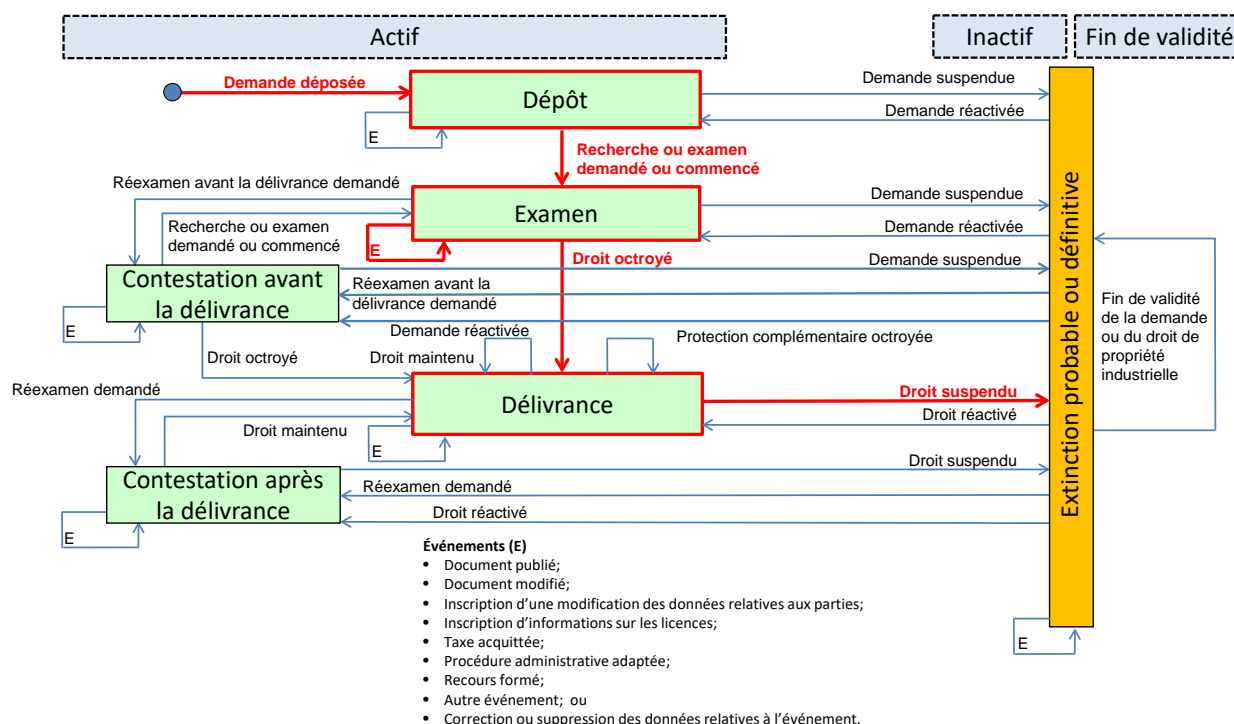 Actif
Inactif
Fin de validité
Demande déposée
Dépôt
Demande suspendue
Demande réactivée
E
Recherche ou examen
demandé ou commencé
Réexamen avant la délivrance demandé
Examen
Demande suspendue
Recherche ou examen
demandé ou commencé
Demande réactivée
E
Droit octroyé
Demande suspendue
Contestation avant
la délivrance
Réexamen avant la
délivrance demandé
E
Demande réactivée
Protection complémentaire octroyée
Droit octroyé
Droit maintenu
Réexamen demandé
Délivrance
Droit suspendu
Droit réactivé
Droit maintenu
E
Droit suspendu
Contestation après
la délivrance
Réexamen demandé
Droit réactivé
E
Extinction probable ou définitive
Fin de validité
de la demande
ou du droit de
propriété
industrielle
E
Événements (E)
• Document publié;
• Document modifié;
• Inscription d’une modification des données relatives aux parties;
• Inscription d’informations sur les licences;
• Taxe acquittée;
• Procédure administrative adaptée;
• Recours formé;
• Autre événement; ou
• Correction ou suppression des données relatives à l’événement.